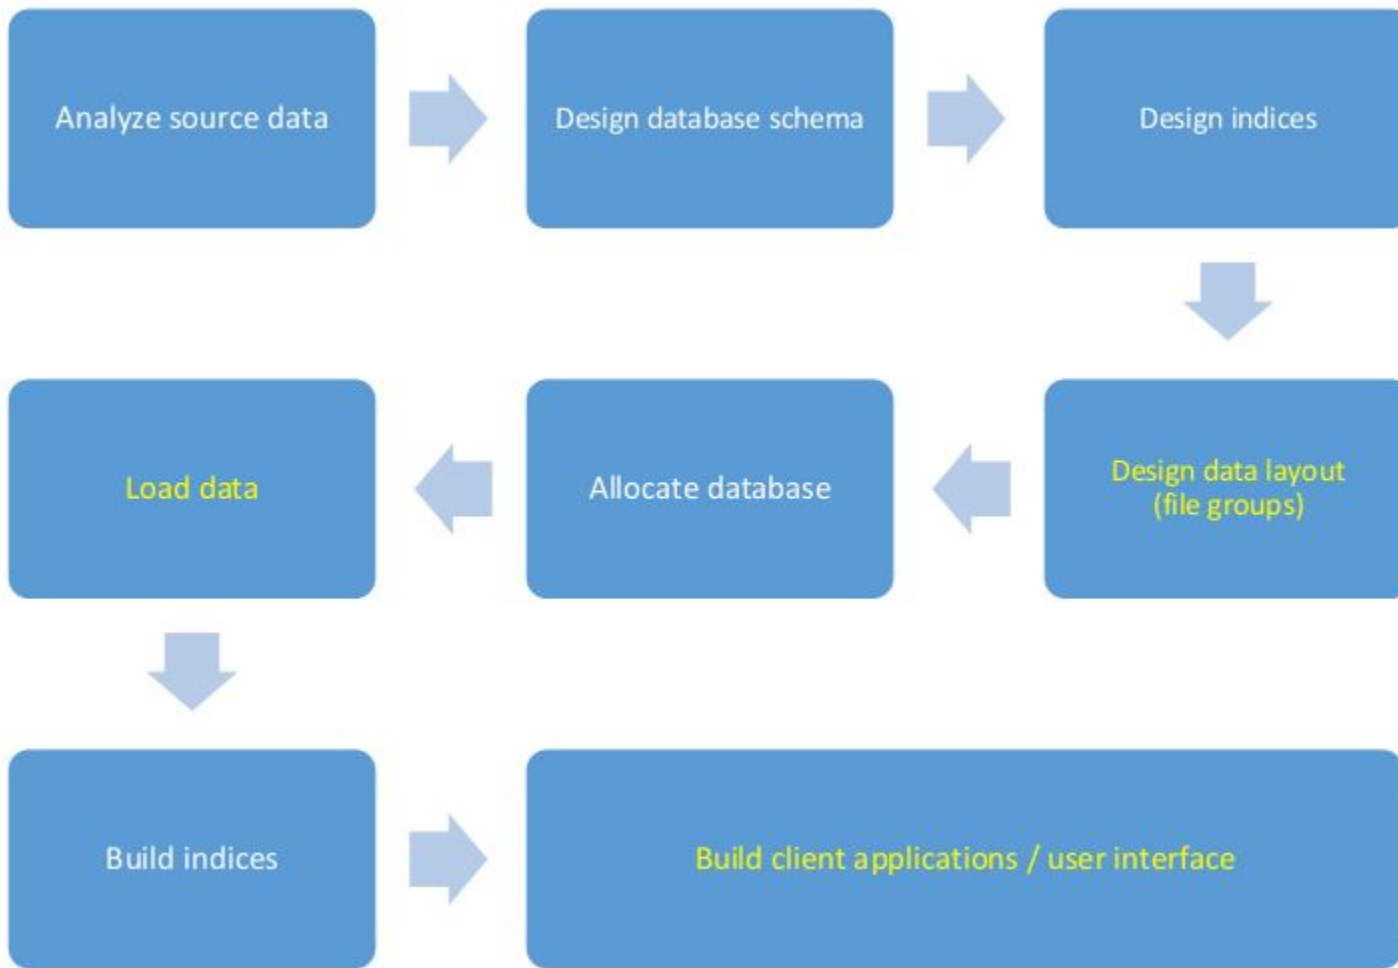 Analyze source data
Design database schema
Design indices
Design data layout
(file groups)
Allocate database
Load data
Build indices
Build client applications / user interface